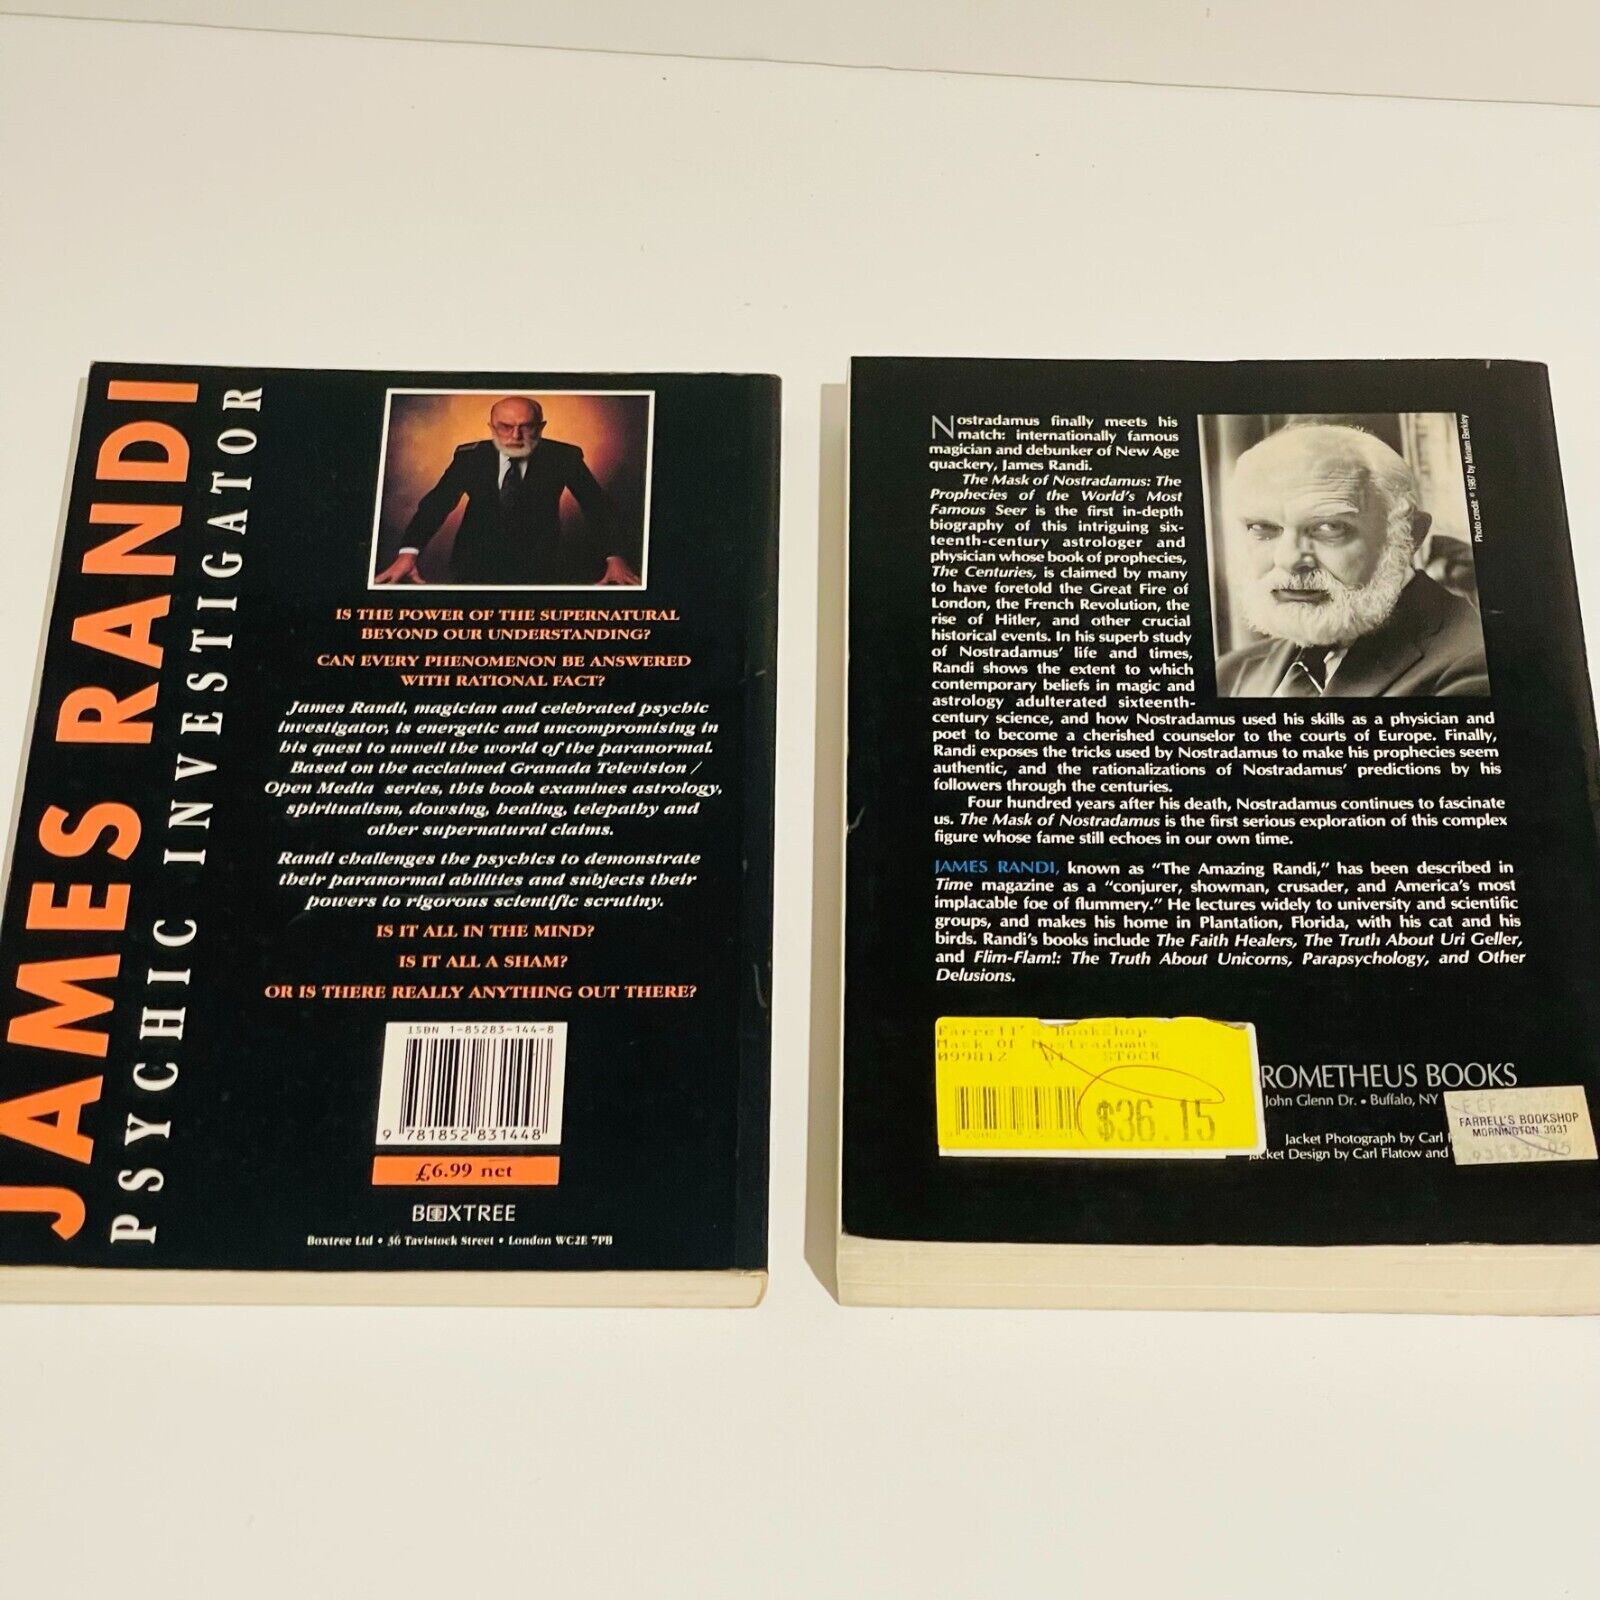 JAMES RANDI
PSYCHIC INVESTIGATOR
IS THE POWER OF THE SUPERNATURAL
BEYOND OUR UNDERSTANDING?
CAN EVERY PHENOMENON BE ANSWERED
WITH RATIONAL FACT?
James Randi, magician and celebrated psychic
investigator, is energetic and uncompromising in
his quest to unveil the world of the paranormal.
Based on the acclaimed Granada Television /
Open Media series, this book examines astrology,
spiritualism, dowsing, healing, telepathy and
other supernatural claims.
Randi challenges the psychics to demonstrate
their paranormal abilities and subjects their
powers to rigorous scientific scrutiny.
IS IT ALL IN THE MIND?
IS IT ALL A SHAM?
OR IS THERE REALLY ANYTHING OUT THERE?
ISBN 1-85283-144-8
9 781852 831448
£6.99 net
BOXTREE
Boxtree Ltd • 36 Tavistock Street • London WC2E 7PB
Nostradamus finally meets his
match: internationally famous
magician and debunker of New Age
quackery, James Randi.
The Mask of Nostradamus: The
Prophecies of the World's Most
Famous Seer is the first in-depth
biography of this intriguing six-
teenth-century astrologer and
physician whose book of prophecies,
The Centuries, is claimed by many
to have foretold the Great Fire of
London, the French Revolution, the
rise of Hitler, and other crucial
historical events. In his superb study
of Nostradamus' life and times,
Randi shows the extent to which
contemporary beliefs in magic and
astrology adulterated sixteenth-
century science, and how Nostradamus used his skills as a physician and
poet to become a cherished counselor to the courts of Europe. Finally,
Randi exposes the tricks used by Nostradamus to make his prophecies seem
authentic, and the rationalizations of Nostradamus' predictions by his
followers through the centuries.
Four hundred years after his death, Nostradamus continues to fascinate
us. The Mask of Nostradamus is the first serious exploration of this complex
figure whose fame still echoes in our own time.
Photo credit: © 1987 by Miriam Berkley
JAMES RANDI, known as "The Amazing Randi," has been described in
Time magazine as a "conjurer, showman, crusader, and America's most
implacable foe of flummery." He lectures widely to university and scientific
groups, and makes his home in Plantation, Florida, with his cat and his
birds. Randi's books include The Faith Healers, The Truth About Uri Geller,
and Flim-Flam!: The Truth About Unicorns, Parapsychology, and Other
Delusions.
Farrell's Bookshop
Mask Of Nostradamus
099812 01 STOCK
$36.15
ROMETHEUS BOOKS
John Glenn Dr. • Buffalo, NY
FARRELL'S BOOKSHOP
MORNINGTON 3931
Jacket Photograph by Carl
Jacket Design by Carl Flatow and